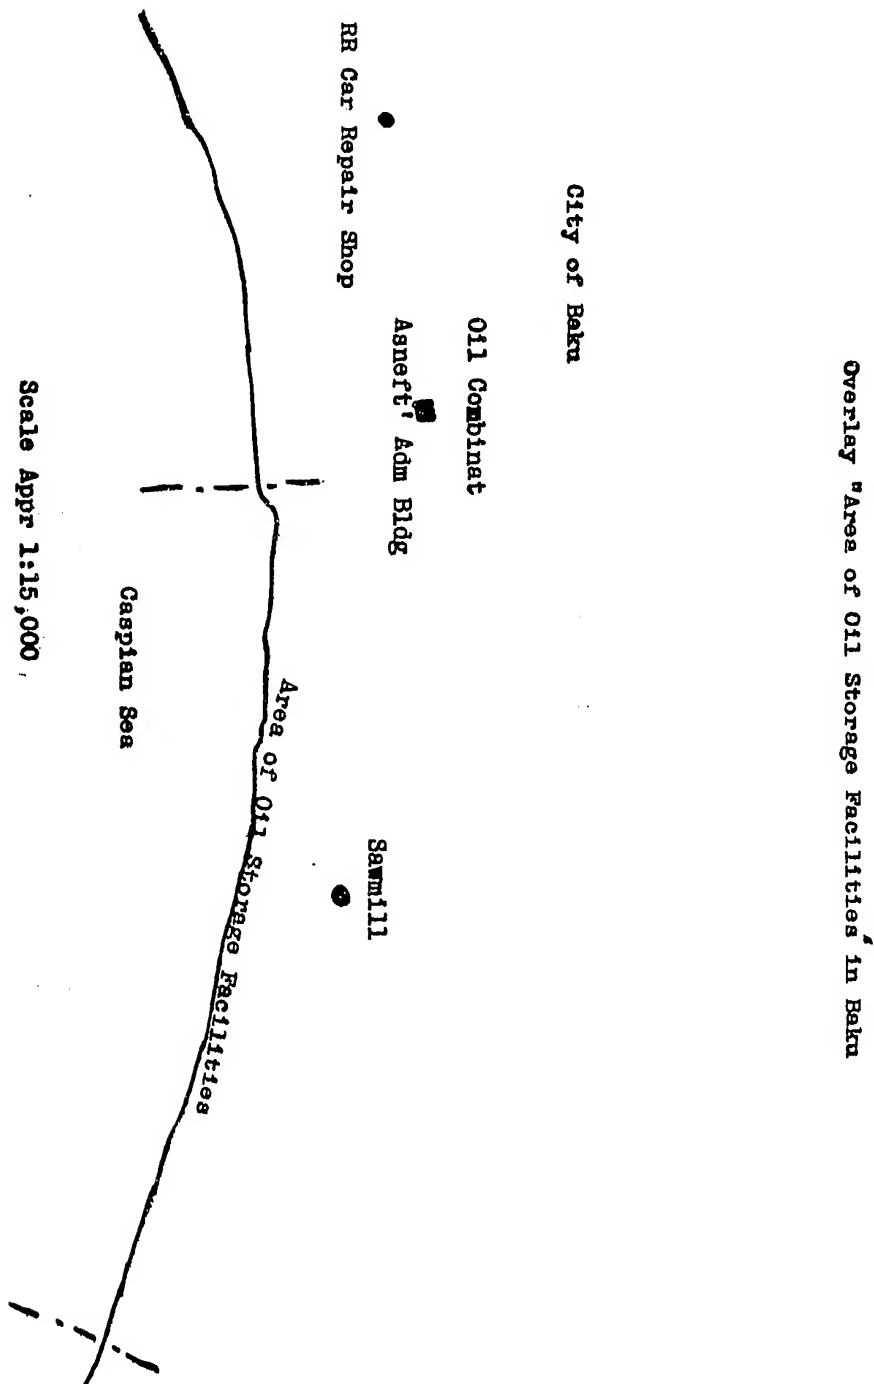 Overlay "Area of Oil Storage Facilities" in Baku
City of Baku
Oil Combinat
Asneft' Adm Bldg
RR Car Repair Shop
Sawmill
Area of Oil Storage Facilities
Caspian Sea
Scale Appr 1:15,000